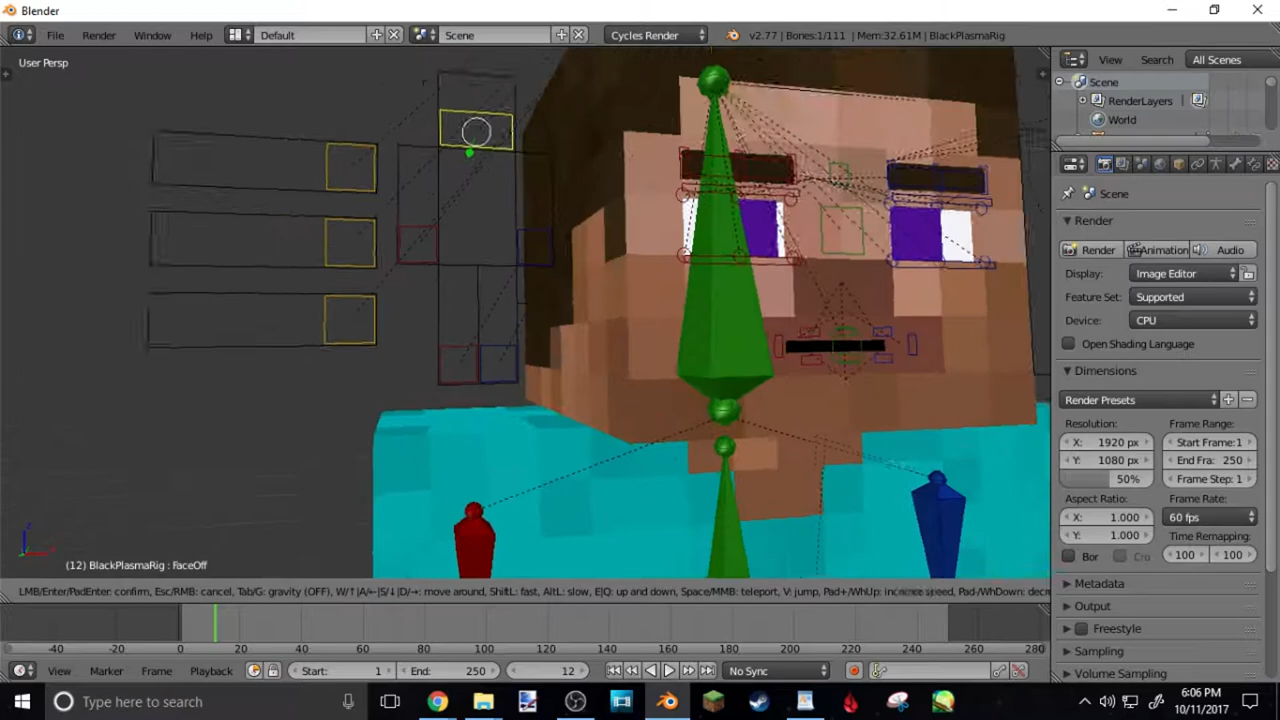 Blender
File Render Window Help Default Scene Cycles Render v2.77 | Bones:1/111 | Mem:32.61M | BlackPlasmaRig
User Persp
View Search All Scenes
Scene
RenderLayers
World
Scene
Render
Render Animation Audio
Display: Image Editor
Feature Set: Supported
Device: CPU
Open Shading Language
Dimensions
Render Presets
Resolution: Frame Range:
X: 1920 px Start Frame:1
Y: 1080 px End Fra: 250
50% Frame Step: 1
Aspect Ratio: Frame Rate:
X: 1.000 60 fps
Y: 1.000 Time Remapping:
Bor Cro 100 100
Metadata
Output
Freestyle
Sampling
Volume Sampling
(12) BlackPlasmaRig : FaceOff
LMB/Enter/PadEnter: confirm, Esc/RMB: cancel, Tab/G: gravity (OFF), W/↑|A/←|S/↓|D/→: move around, ShiftL: fast, AltL: slow, E|Q: up and down, Space/MMB: teleport, V: jump, Pad+/WhUp: increase speed, Pad-/WhDown: decr
-40 -20 0 20 40 60 80 100 120 140 160 180 200 220 240 260 280
View Marker Frame Playback Start: 1 End: 250 12 No Sync
Type here to search
6:06 PM
10/11/2017